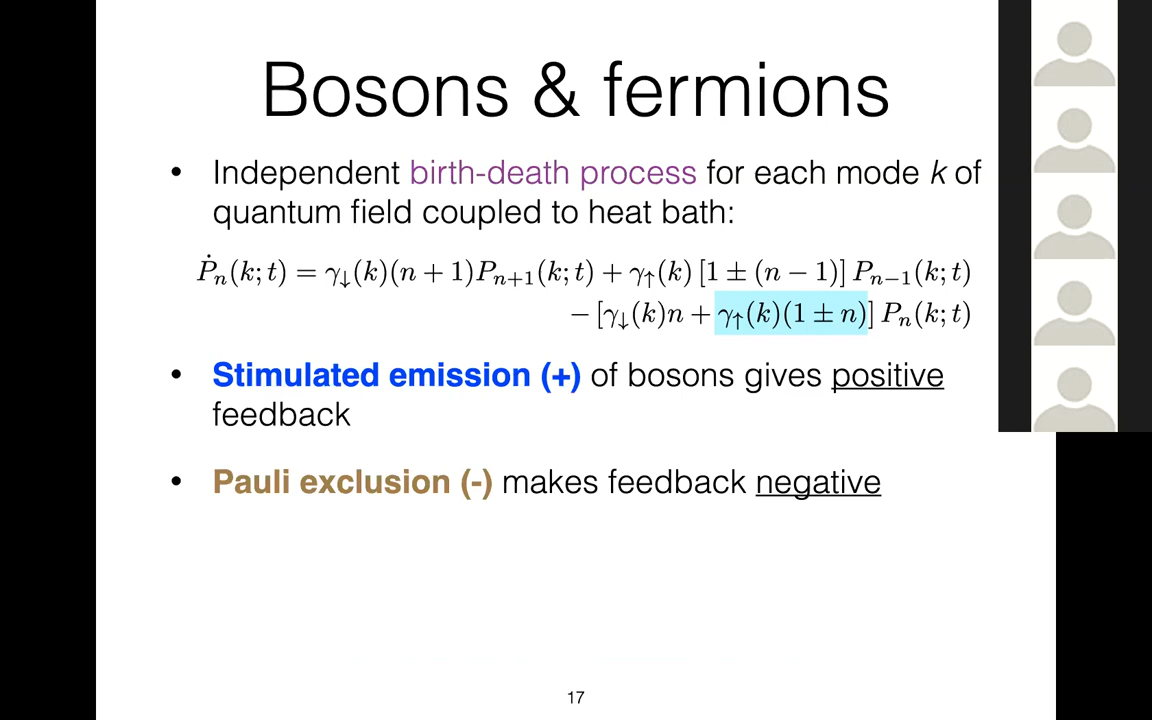 Bosons & fermions
• Independent birth-death process for each mode k of
quantum field coupled to heat bath:
Ṗₙ(k; t) = γ↓(k)(n + 1)Pₙ₊₁(k; t) + γ↑(k) [1 ± (n − 1)] Pₙ₋₁(k; t)
− [γ↓(k)n + γ↑(k)(1 ± n)] Pₙ(k; t)
• Stimulated emission (+) of bosons gives positive
feedback
• Pauli exclusion (-) makes feedback negative
17